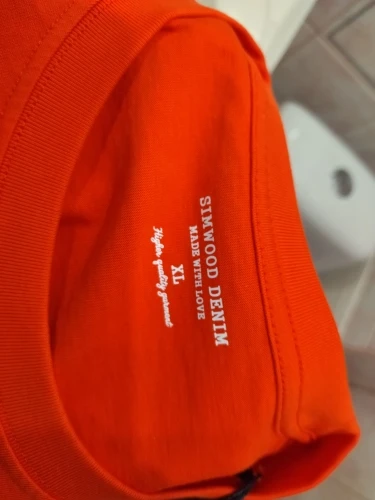 SIMWOOD DENIM
MADE WITH LOVE
XL
Higher quality garment